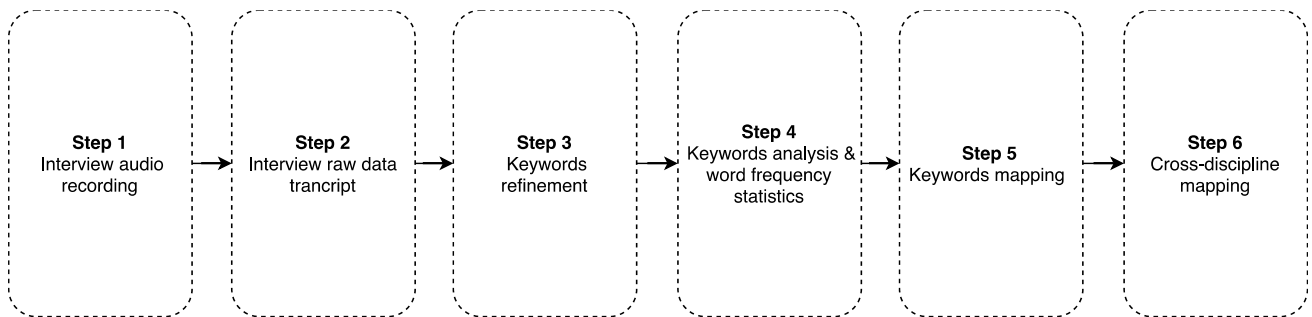 Step 1
Interview audio
recording
Step 2
Interview raw data
trancript
Step 3
Keywords
refinement
Step 4
Keywords analysis &
word frequency
statistics
Step 5
Keywords mapping
Step 6
Cross-discipline
mapping